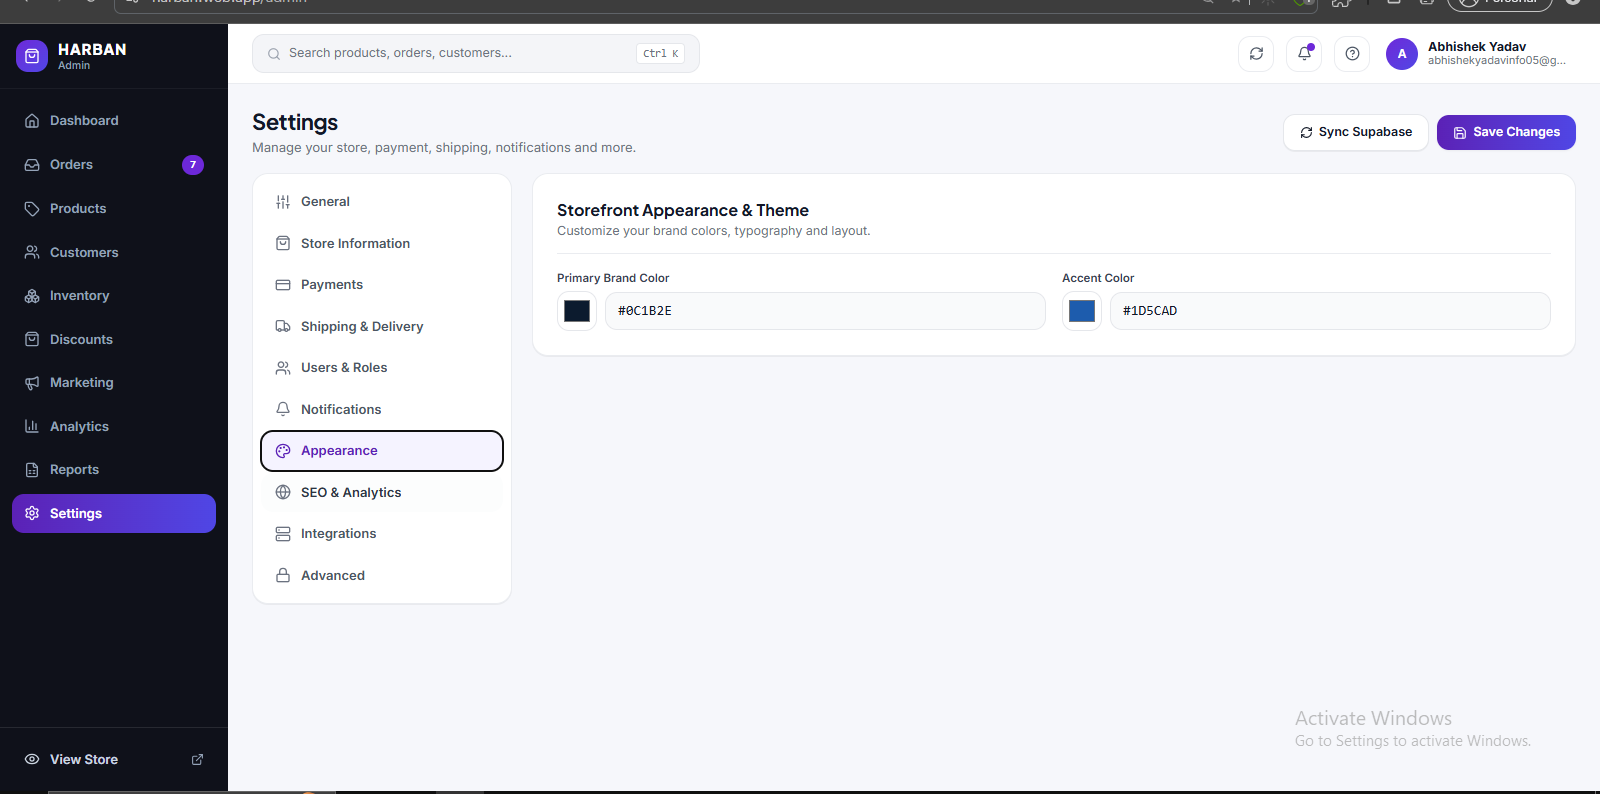 HARBAN
Admin
Search products, orders, customers...
Ctrl K
A
Abhishek Yadav
abhishekyadavinfo05@g...
Dashboard
Orders
7
Products
Customers
Inventory
Discounts
Marketing
Analytics
Reports
Settings
View Store
Settings
Manage your store, payment, shipping, notifications and more.
Sync Supabase
Save Changes
General
Store Information
Payments
Shipping & Delivery
Users & Roles
Notifications
Appearance
SEO & Analytics
Integrations
Advanced
Storefront Appearance & Theme
Customize your brand colors, typography and layout.
Primary Brand Color
#0C1B2E
Accent Color
#1D5CAD
Activate Windows
Go to Settings to activate Windows.